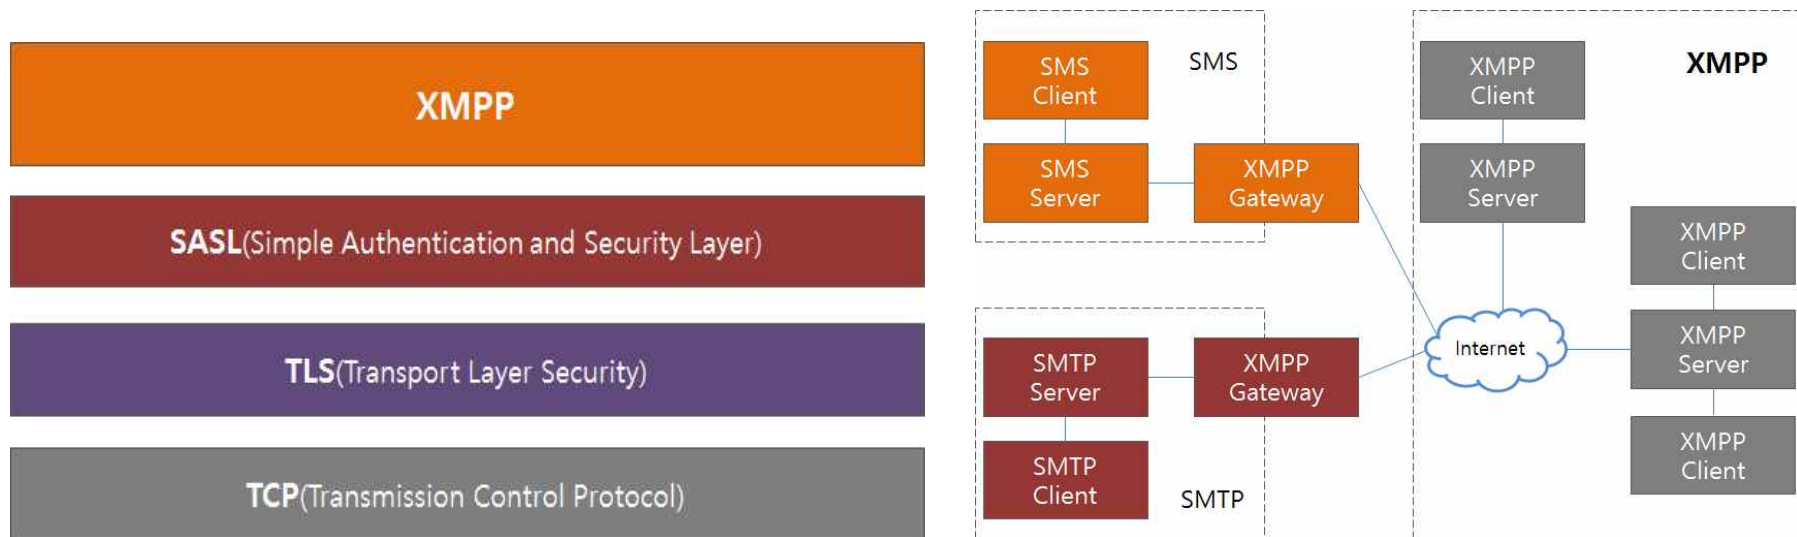 XMPP
SASL(Simple Authentication and Security Layer)
TLS(Transport Layer Security)
TCP(Transmission Control Protocol)
SMS
Client
SMS
SMS
Server
XMPP
Gateway
SMTP
Server
XMPP
Gateway
SMTP
Client
SMTP
XMPP
Client
XMPP
XMPP
Server
Internet
XMPP
Client
XMPP
Server
XMPP
Client